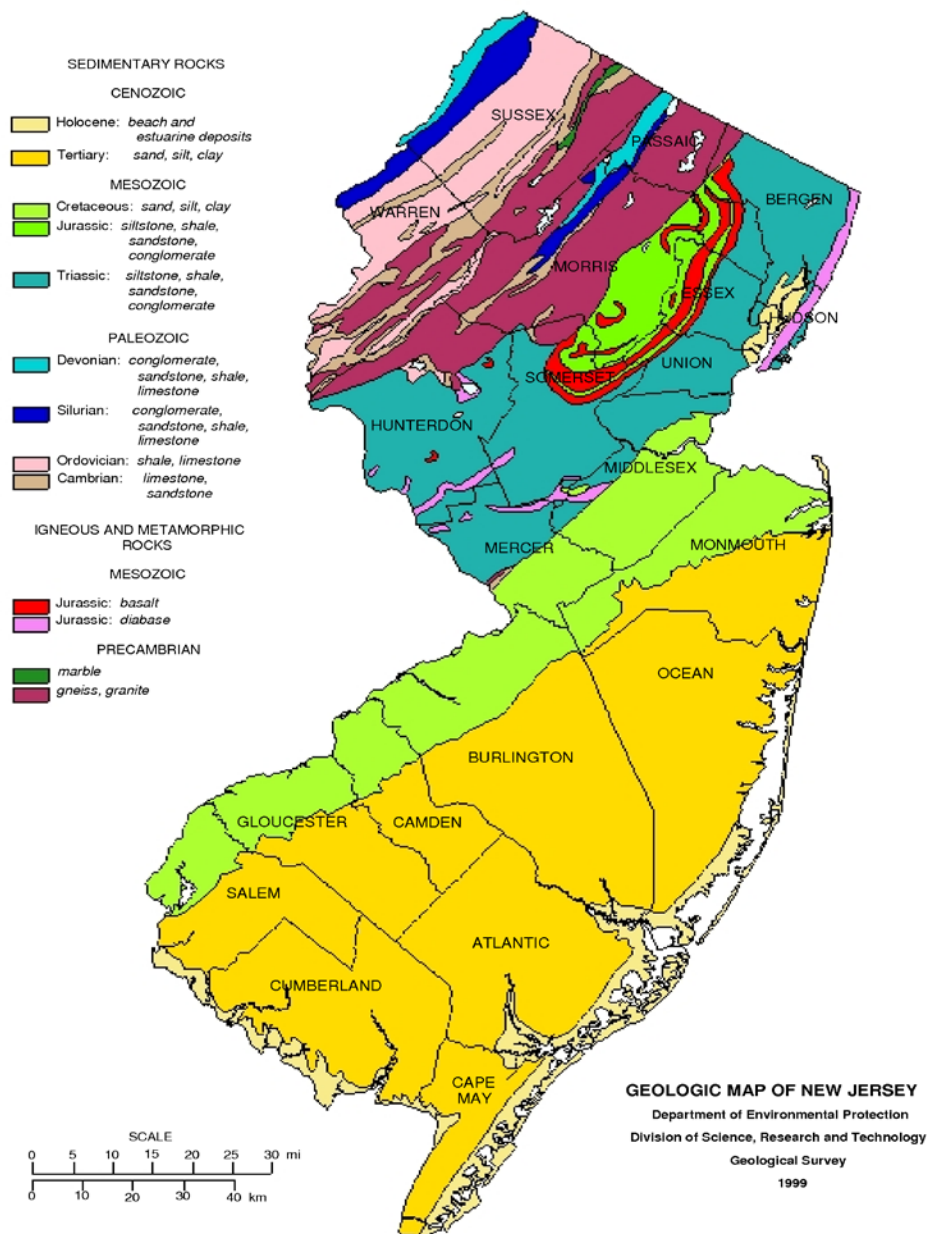 SEDIMENTARY ROCKS
CENOZOIC
Holocene: beach and
estuarine deposits
Tertiary: sand, silt, clay
MESOZOIC
Cretaceous: sand, silt, clay
Jurassic: siltstone, shale,
sandstone,
conglomerate
Triassic: siltstone, shale,
sandstone,
conglomerate
PALEOZOIC
Devonian: conglomerate,
sandstone, shale,
limestone
Silurian: conglomerate,
sandstone, shale,
limestone
Ordovician: shale, limestone
Cambrian: limestone,
sandstone
IGNEOUS AND METAMORPHIC
ROCKS
MESOZOIC
Jurassic: basalt
Jurassic: diabase
PRECAMBRIAN
marble
gneiss, granite
SUSSEX
PASSAIC
BERGEN
WARREN
MORRIS
ESSEX
HUDSON
UNION
SOMERSET
HUNTERDON
MIDDLESEX
MERCER
MONMOUTH
OCEAN
BURLINGTON
GLOUCESTER
CAMDEN
SALEM
ATLANTIC
CUMBERLAND
CAPE
MAY
GEOLOGIC MAP OF NEW JERSEY
Department of Environmental Protection
Division of Science, Research and Technology
Geological Survey
1999
SCALE
0 5 10 15 20 30 mi
0 10 20 30 40 km